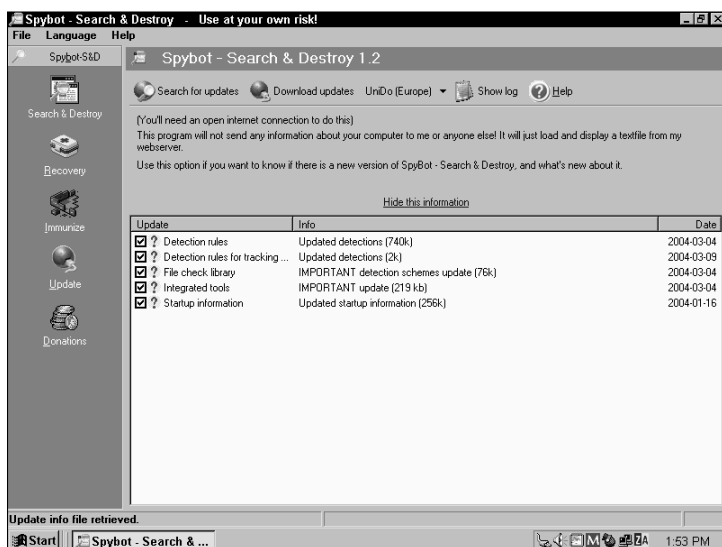 Spybot - Search & Destroy - Use at your own risk!
File Language Help
Spybot-S&D
Spybot - Search & Destroy 1.2
Search for updates Download updates UniDo (Europe) Show log Help
Search & Destroy
Recovery
Immunize
Update
Donations
(You'll need an open internet connection to do this)
This program will not send any information about your computer to me or anyone else! It will just load and display a textfile from my
webserver.
Use this option if you want to know if there is a new version of SpyBot - Search & Destroy, and what's new about it.
Hide this information
Update Info Date
Detection rules Updated detections (740k) 2004-03-04
Detection rules for tracking ... Updated detections (2k) 2004-03-09
File check library IMPORTANT detection schemes update (76k) 2004-03-04
Integrated tools IMPORTANT update (219 kb) 2004-03-04
Startup information Updated startup information (256k) 2004-01-16
Update info file retrieved.
Start Spybot - Search & ... 1:53 PM